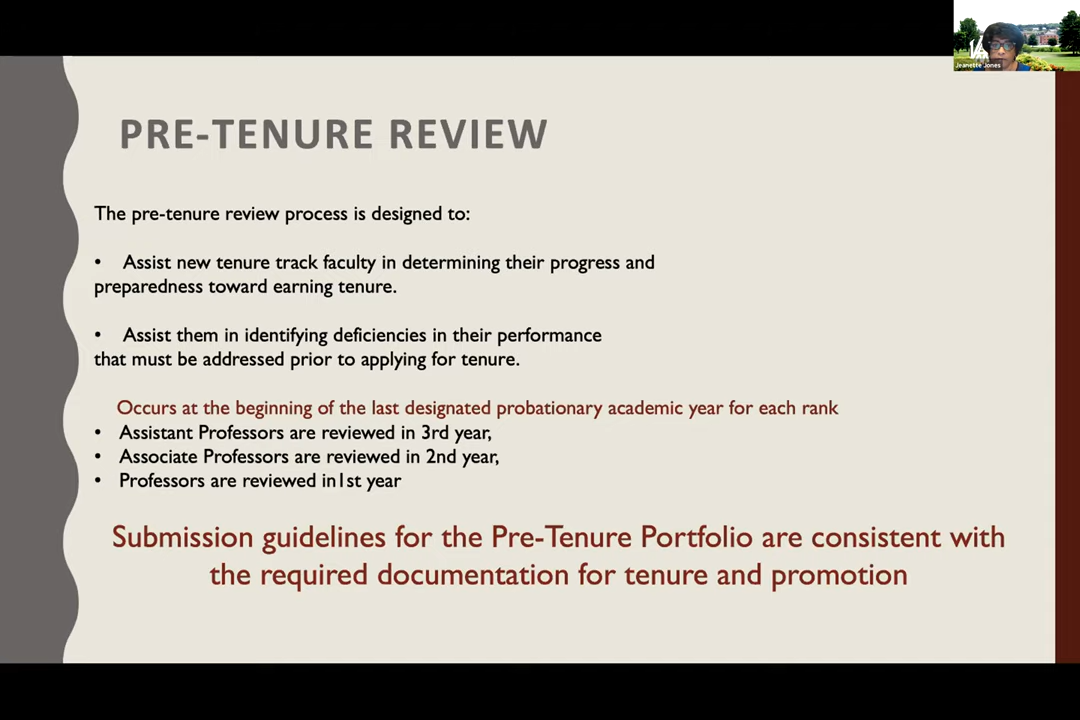 Jeanette Jones
PRE-TENURE REVIEW
The pre-tenure review process is designed to:
• Assist new tenure track faculty in determining their progress and
preparedness toward earning tenure.
• Assist them in identifying deficiencies in their performance
that must be addressed prior to applying for tenure.
Occurs at the beginning of the last designated probationary academic year for each rank
• Assistant Professors are reviewed in 3rd year,
• Associate Professors are reviewed in 2nd year,
• Professors are reviewed in1st year
Submission guidelines for the Pre-Tenure Portfolio are consistent with
the required documentation for tenure and promotion